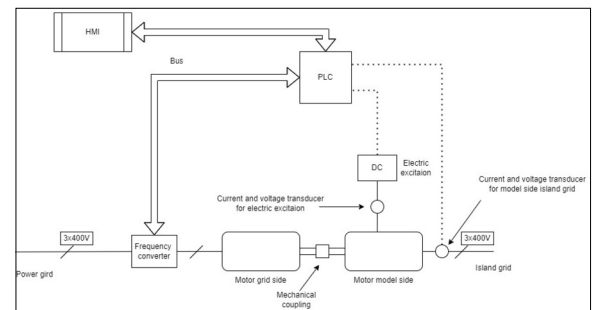 HMI
Bus
PLC
DC
Electric
excitaion
Current and voltage transducer
for model side island grid
Current and voltage transducer
for electric excitaion
3x400V
Frequency
converter
3x400V
Power gird
Motor grid side
Motor model side
Island grid
Mechanical
coupling